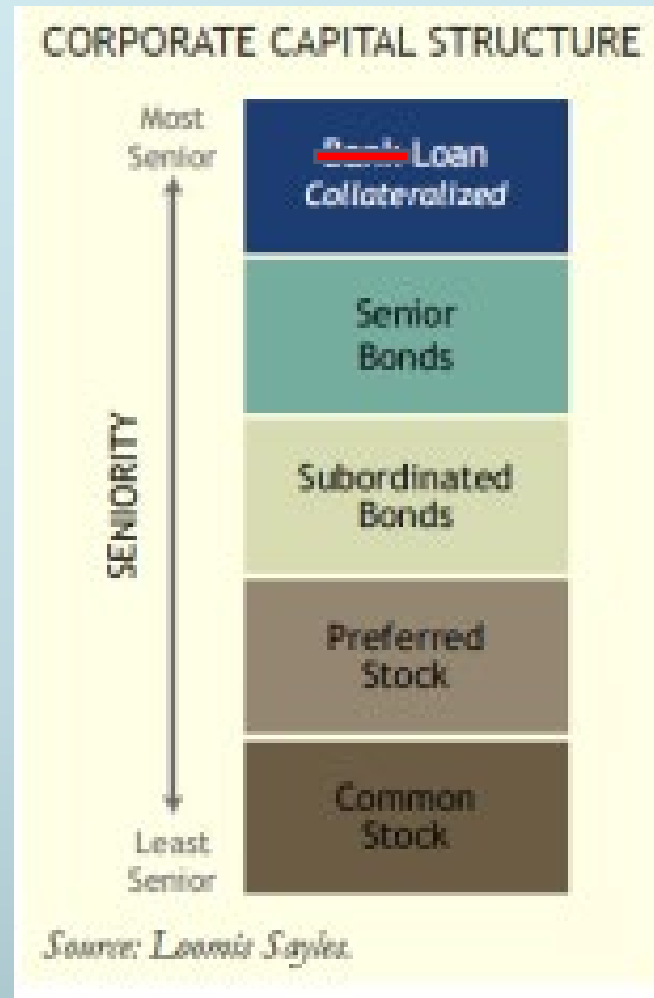 CORPORATE CAPITAL STRUCTURE
Most
Senior
Bank Loan
Collateralized
Senior
Bonds
SENIORITY
Subordinated
Bonds
Preferred
Stock
Common
Stock
Least
Senior
Source: Loomis Sayles.